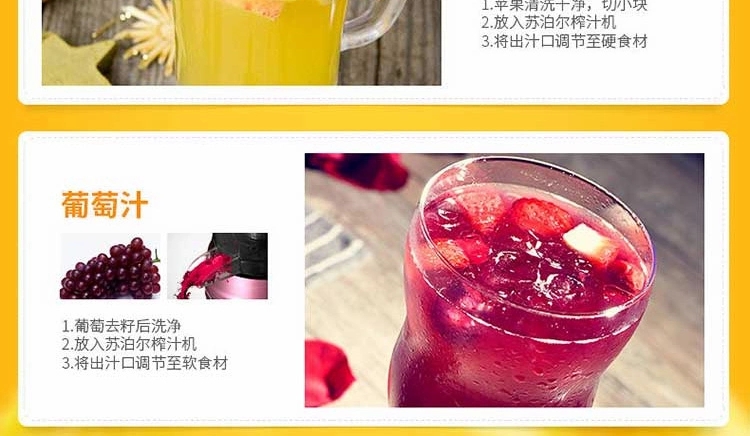 1.苹果清洗干净，切小块
2.放入苏泊尔榨汁机
3.将出汁口调节至硬食材
葡萄汁
1.葡萄去籽后洗净
2.放入苏泊尔榨汁机
3.将出汁口调节至软食材